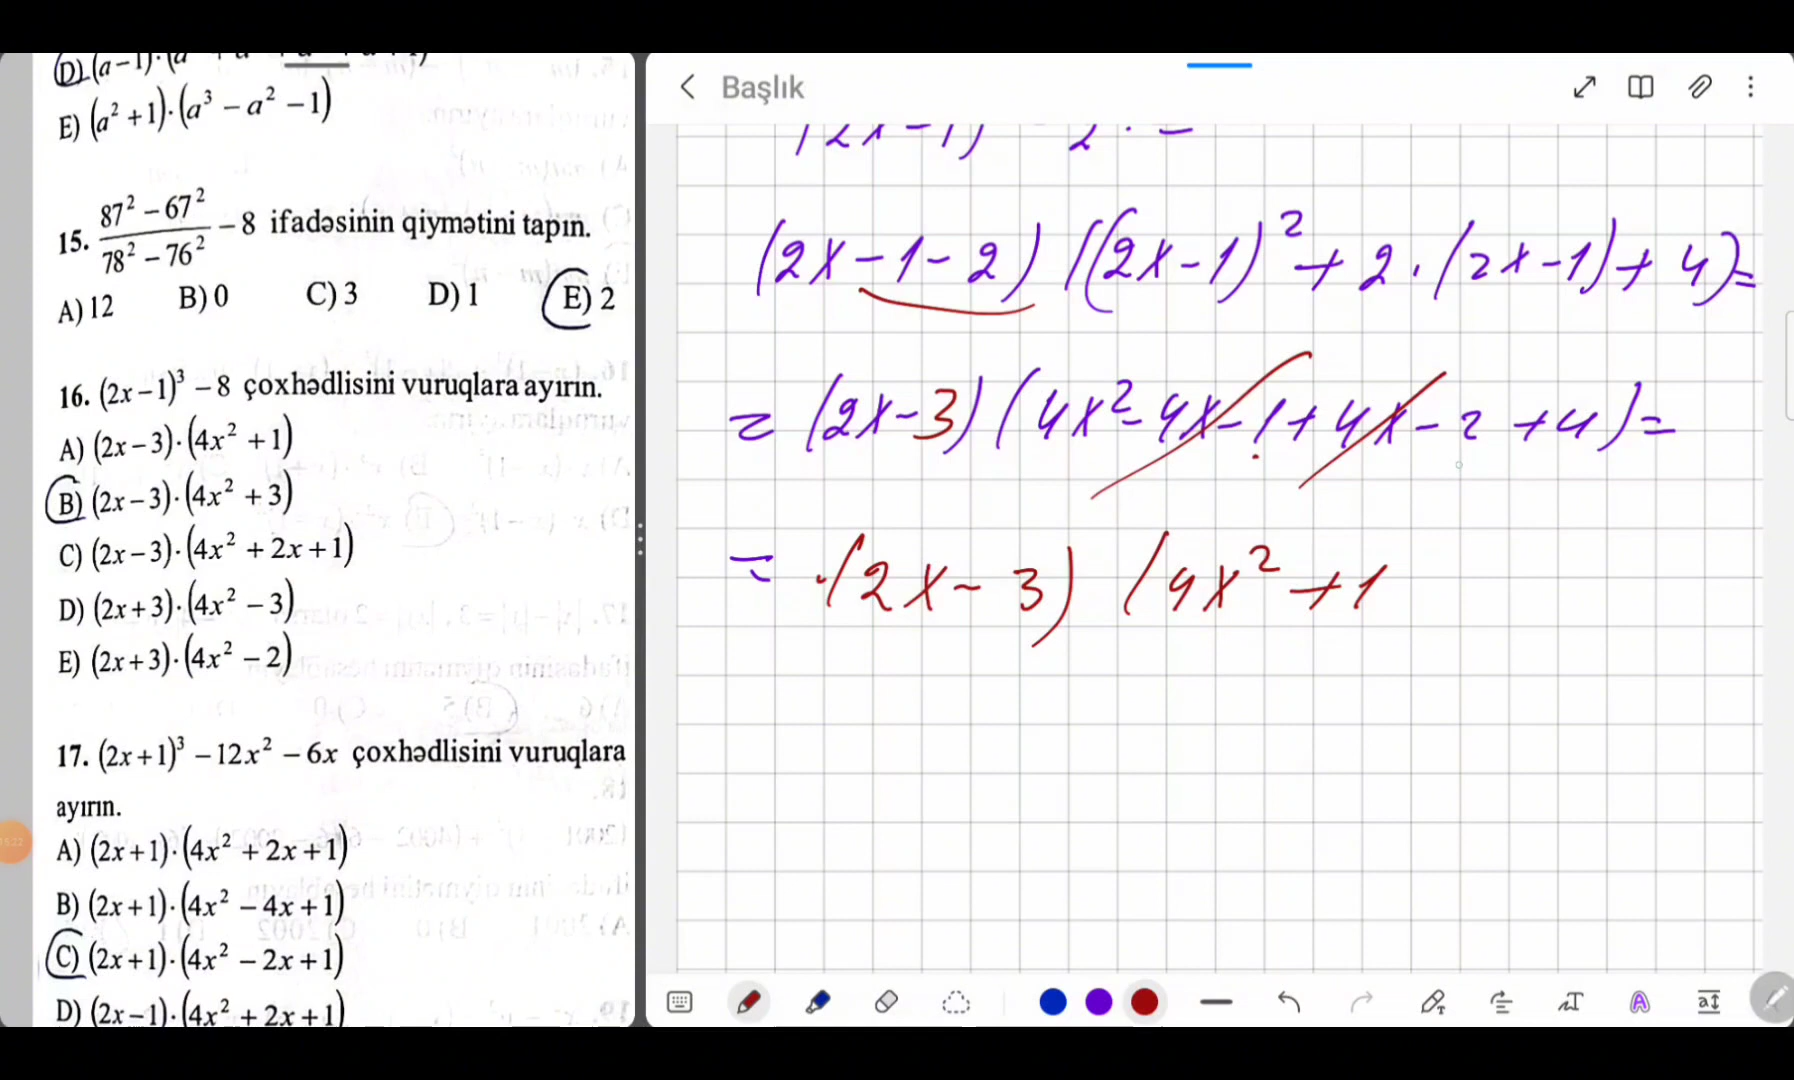 E) (a² + 1)·(a³ − a² − 1)
15. (87² − 67²)/(78² − 76²) − 8 ifadəsinin qiymətini tapın.
A) 12 B) 0 C) 3 D) 1 E) 2
16. (2x − 1)³ − 8 çoxhədlisini vuruqlara ayırın.
A) (2x − 3)·(4x² + 1)
B) (2x − 3)·(4x² + 3)
C) (2x − 3)·(4x² + 2x + 1)
D) (2x + 3)·(4x² − 3)
E) (2x + 3)·(4x² − 2)
17. (2x + 1)³ − 12x² − 6x çoxhədlisini vuruqlara
ayırın.
A) (2x + 1)·(4x² + 2x + 1)
B) (2x + 1)·(4x² − 4x + 1)
C) (2x + 1)·(4x² − 2x + 1)
D) (2x − 1)·(4x² + 2x + 1)
Başlık
(2x − 1 − 2) ((2x − 1)² + 2 · (2x − 1) + 4) =
= (2x − 3) (4x² − 4x − 1 + 4x − 2 + 4) =
= (2x − 3) (4x² + 1